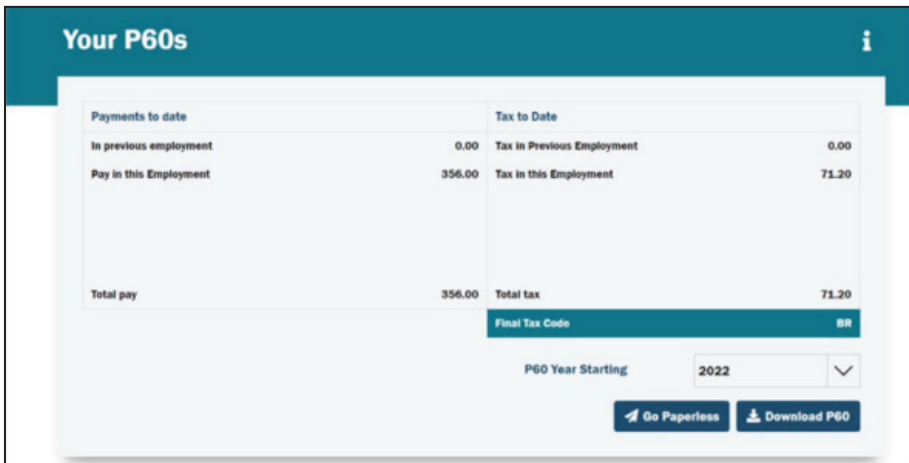 Your P60s
Payments to date Tax to Date
In previous employment 0.00 Tax in Previous Employment 0.00
Pay in this Employment 356.00 Tax in this Employment 71.20
Total pay 356.00 Total tax 71.20
Final Tax Code BR
P60 Year Starting 2022
Go Paperless Download P60